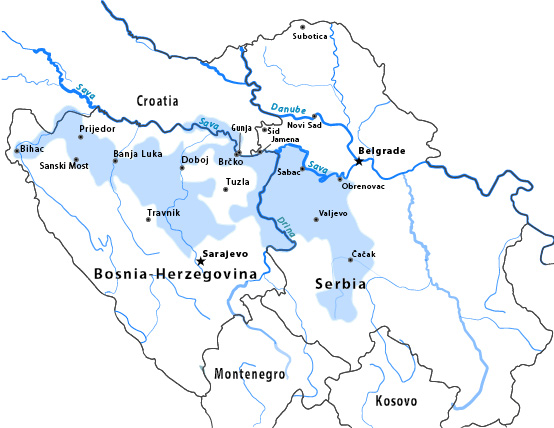 Subotica
Sava
Croatia
Danube
Novi Sad
Sava
Gunja
Šid
Jamena
Prijedor
Bihac
Sanski Most
Banja Luka
Doboj
Brčko
Belgrade
Sava
Sabac
Obrenovac
Tuzla
Travnik
Drina
Valjevo
Sarajevo
Čačak
Bosnia-Herzegovina
Serbia
Montenegro
Kosovo